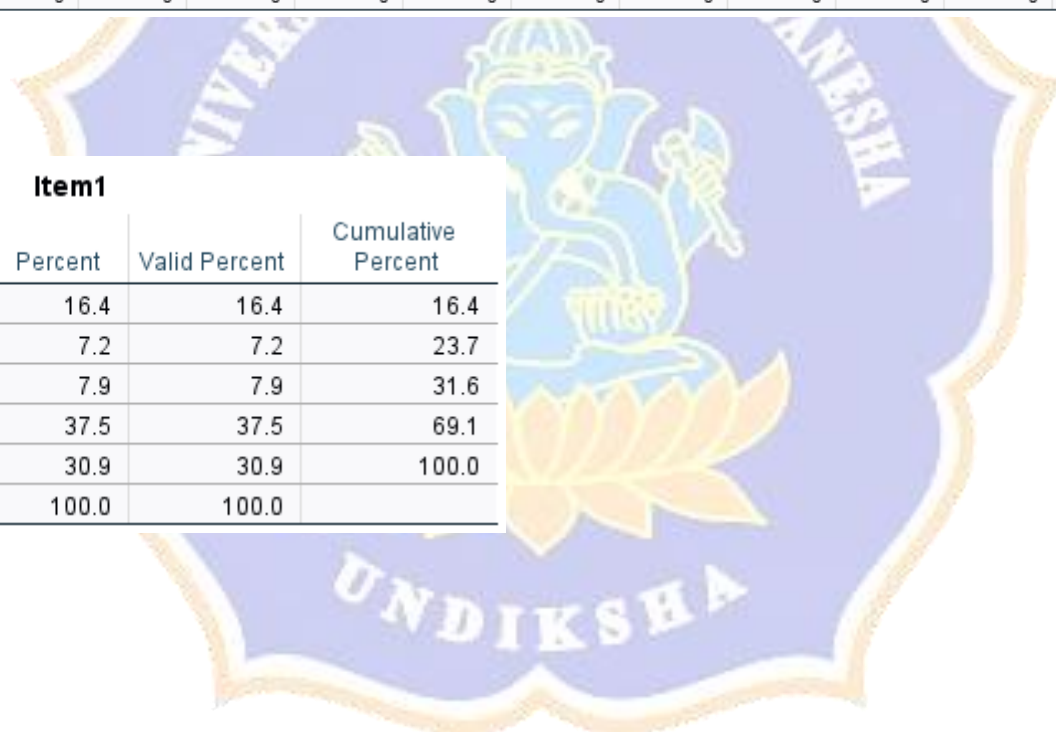 Item1
Percent Valid Percent Cumulative Percent
16.4 16.4 16.4
7.2 7.2 23.7
7.9 7.9 31.6
37.5 37.5 69.1
30.9 30.9 100.0
100.0 100.0
UNDIKSHA